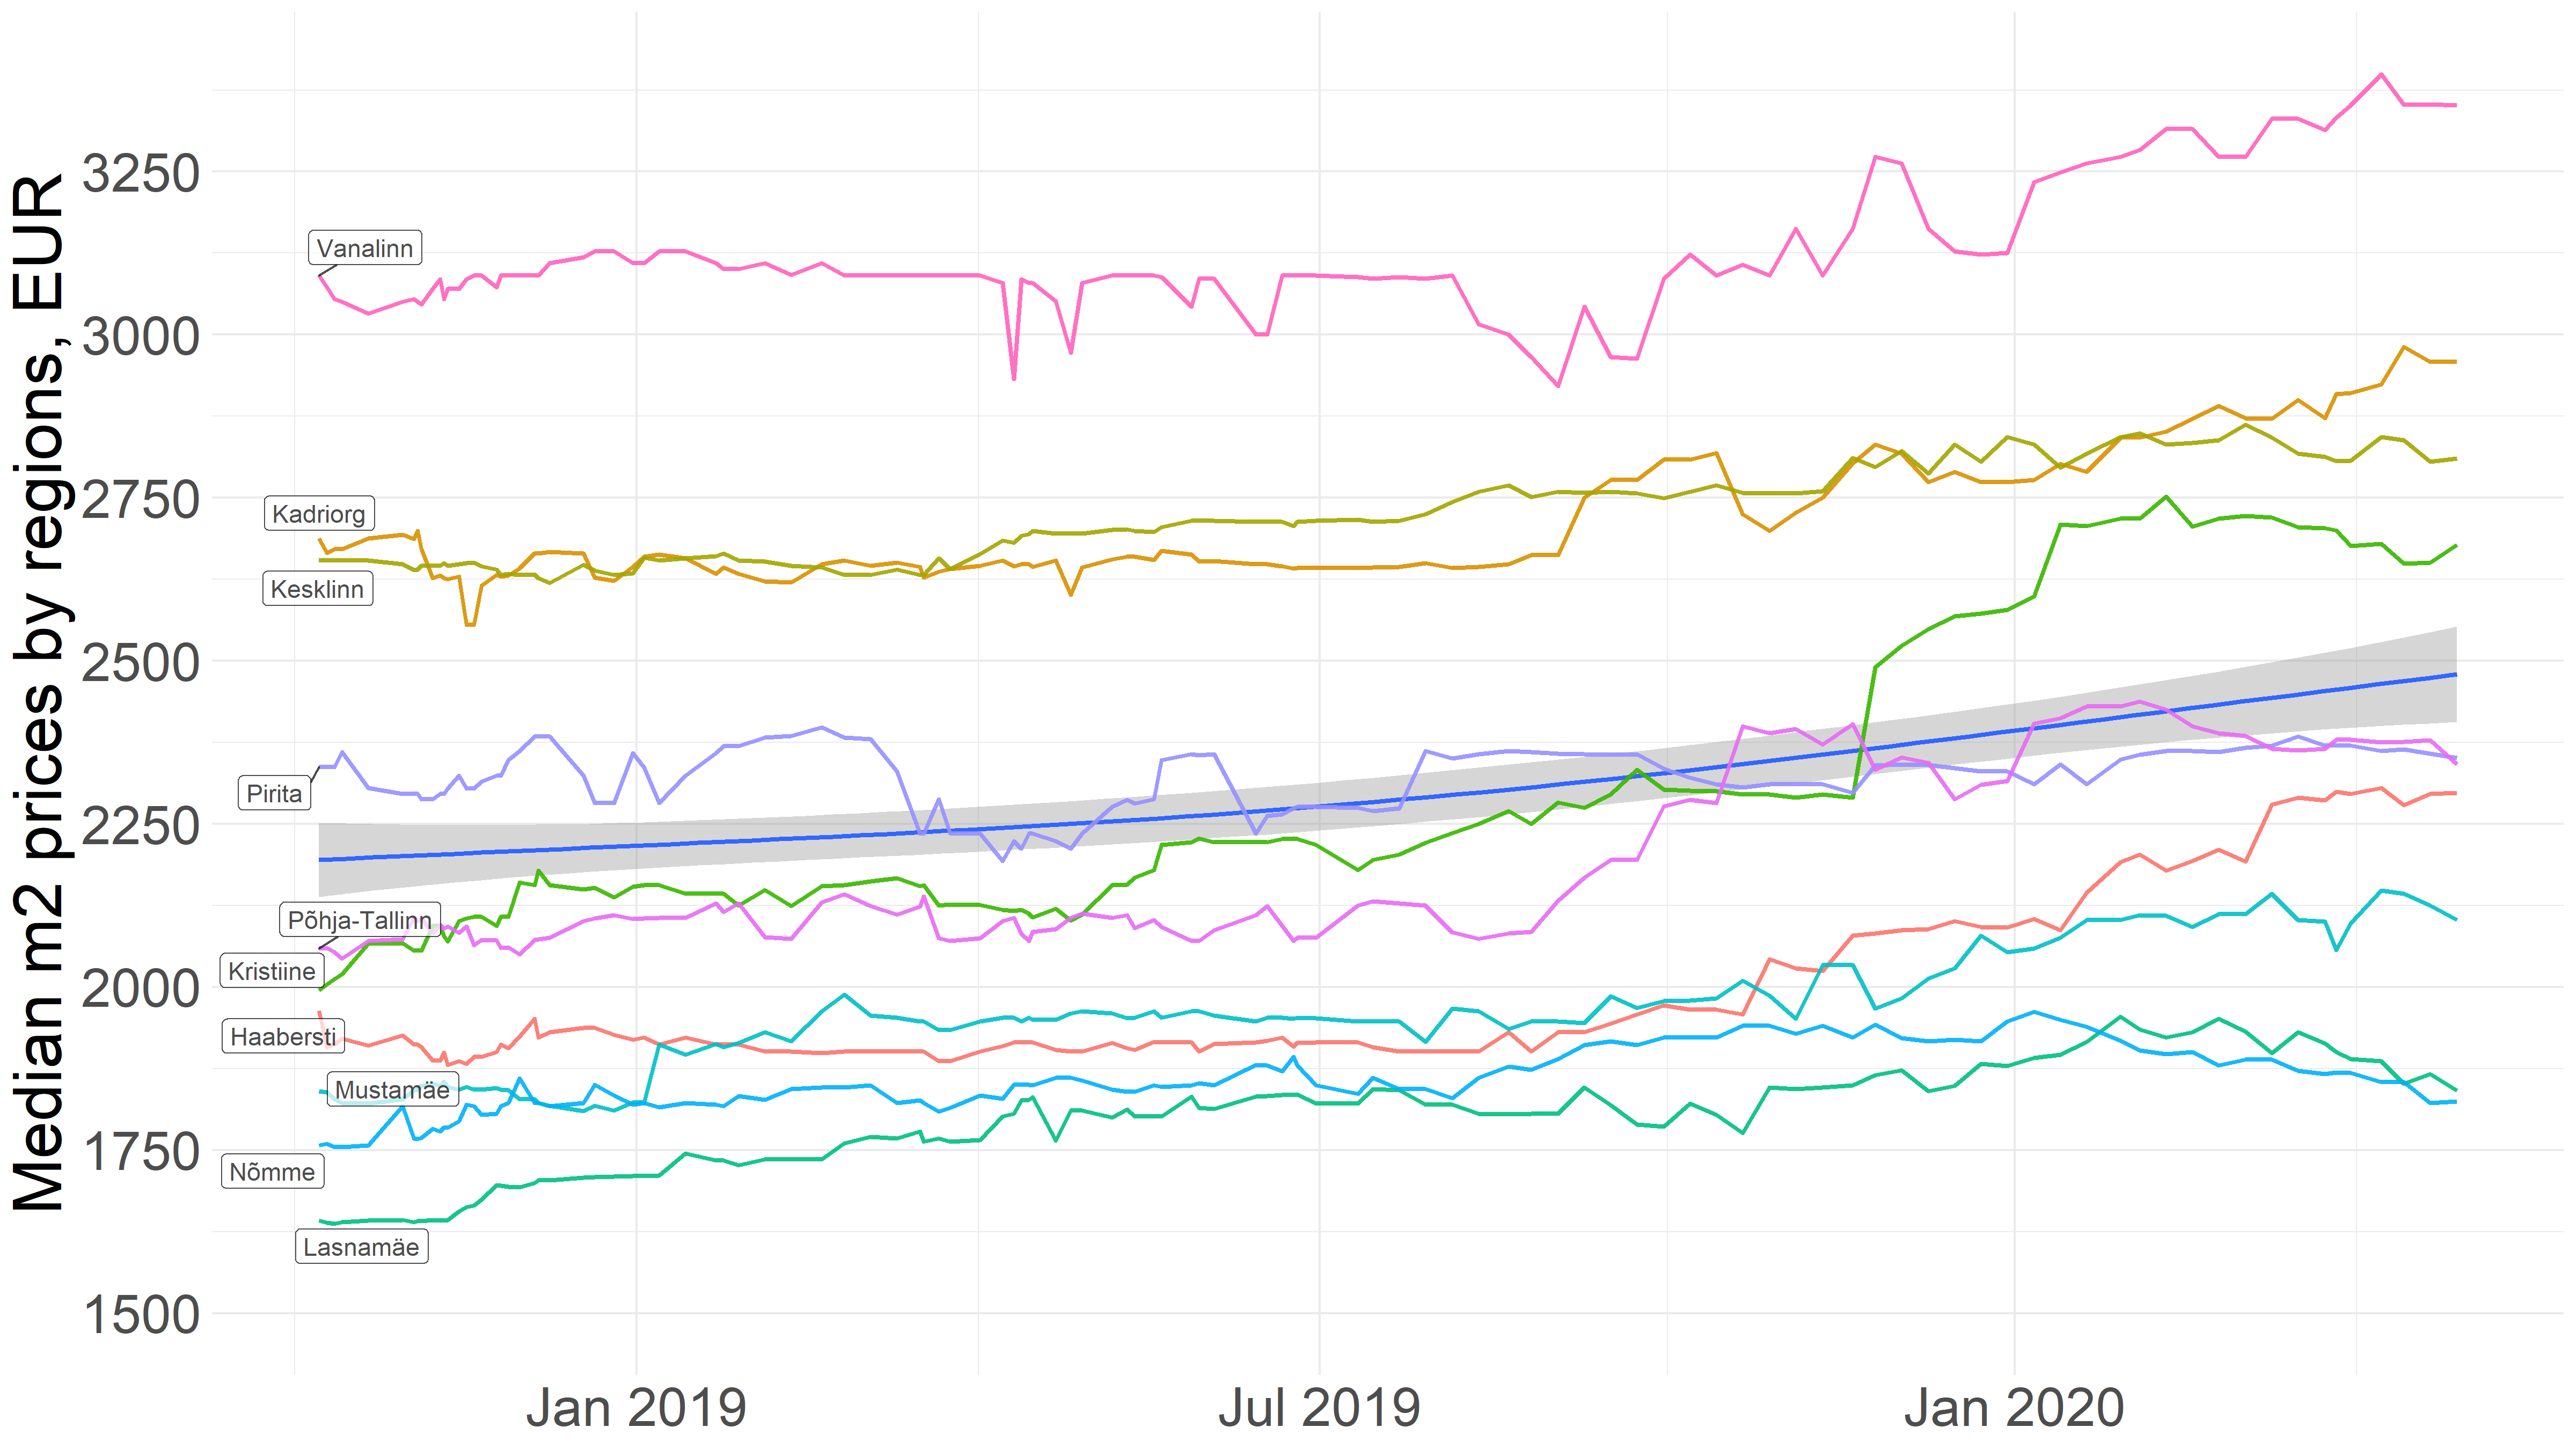 Median m2 prices by regions, EUR
3250
3000
2750
2500
2250
2000
1750
1500
Vanalinn
Kadriorg
Kesklinn
Pirita
Põhja-Tallinn
Kristiine
Haabersti
Mustamäe
Nõmme
Lasnamäe
Jan 2019
Jul 2019
Jan 2020